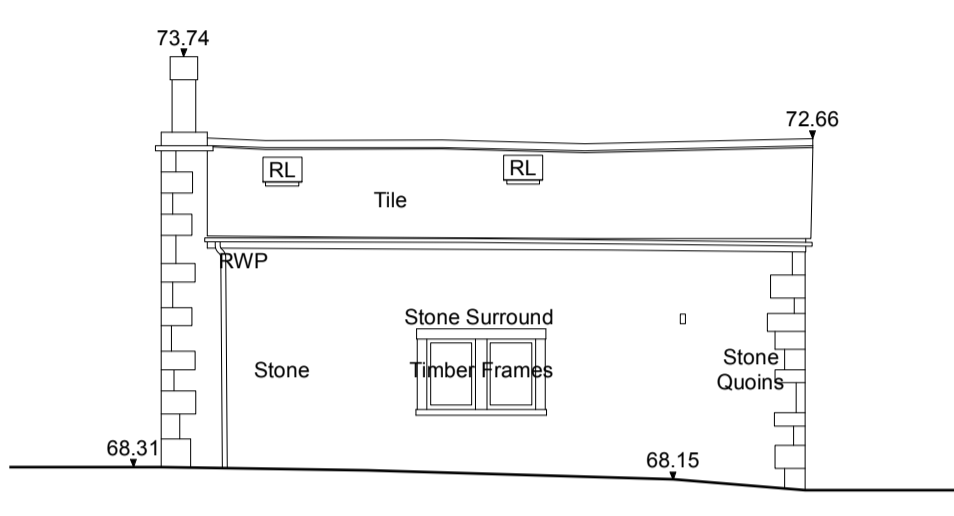 73.74
72.66
RL
RL
Tile
RWP
Stone Surround
Stone
Timber Frames
Stone
Quoins
68.31
68.15